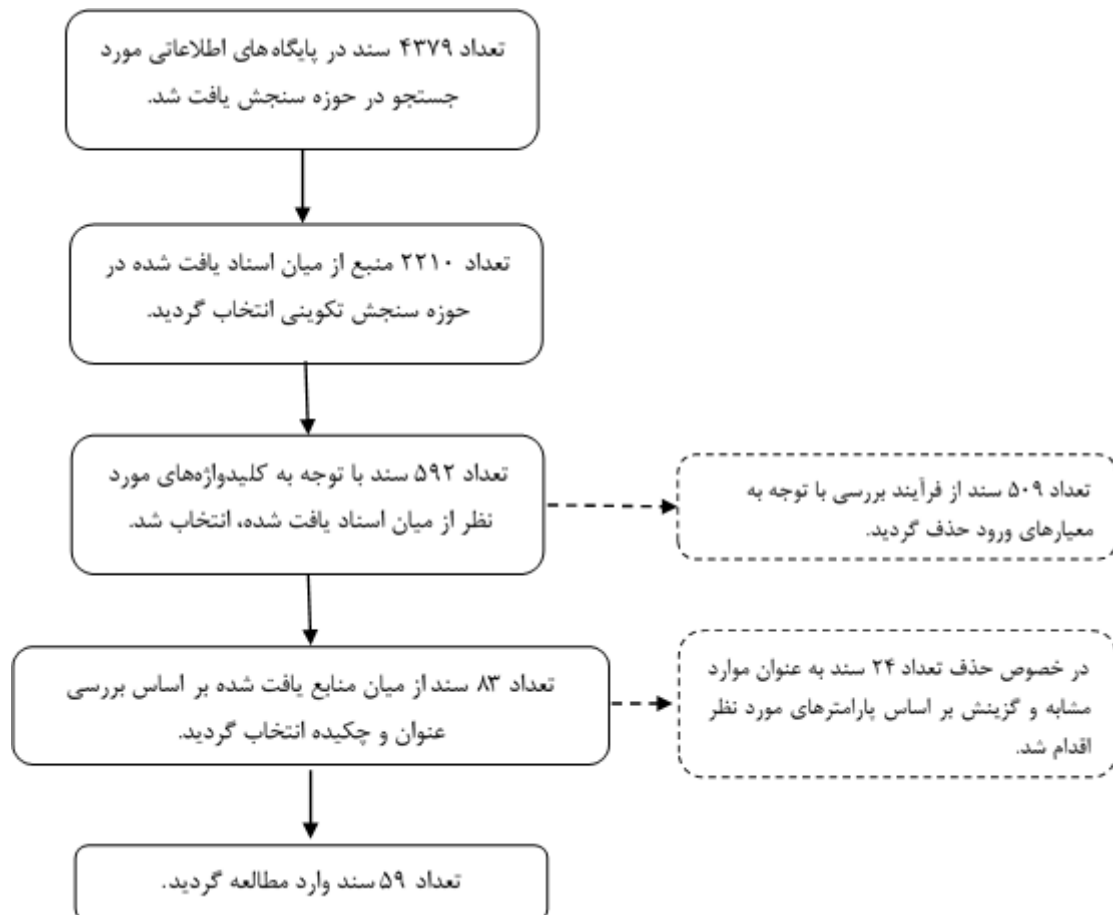 تعداد ۴۳۷۹ سند در پایگاه‌های اطلاعاتی مورد
جستجو در حوزه سنجش یافت شد.
تعداد ۲۲۱۰ منبع از میان اسناد یافت شده در
حوزه سنجش تکوینی انتخاب گردید.
تعداد ۵۹۲ سند با توجه به کلیدواژه‌های مورد
نظر از میان اسناد یافت شده، انتخاب شد.
تعداد ۵۰۹ سند از فرآیند بررسی با توجه به
معیارهای ورود حذف گردید.
تعداد ۸۳ سند از میان منابع یافت شده بر اساس بررسی
عنوان و چکیده انتخاب گردید.
در خصوص حذف تعداد ۲۴ سند به عنوان موارد
مشابه و گزینش بر اساس پارامترهای مورد نظر
اقدام شد.
تعداد ۵۹ سند وارد مطالعه گردید.